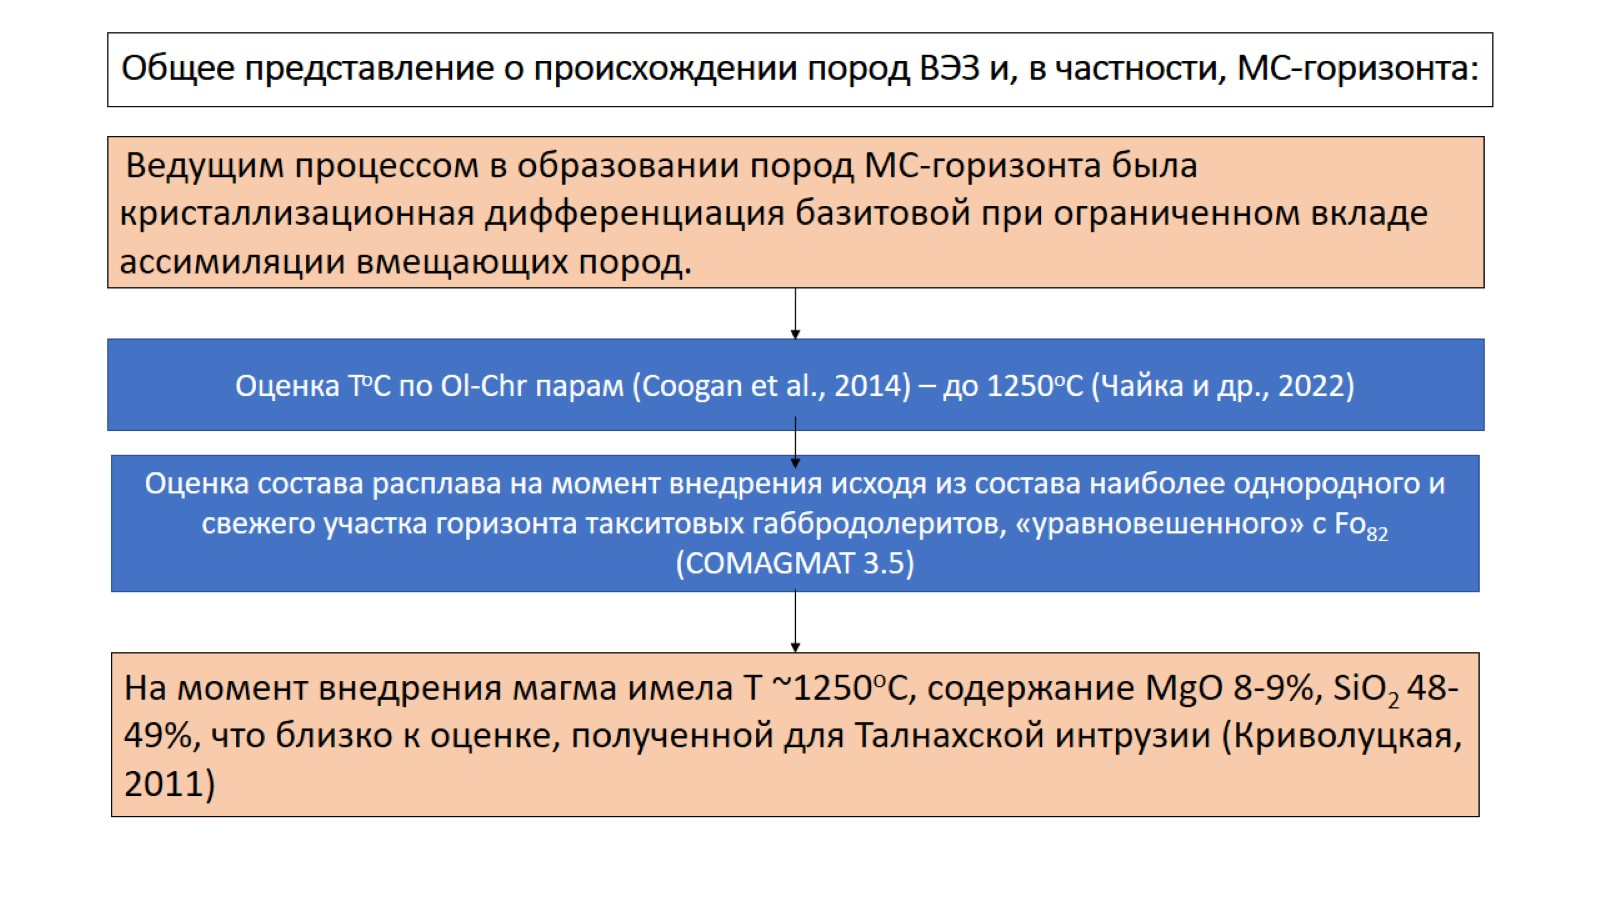 Общее представление о происхождении пород ВЭЗ и, в частности, МС-горизонта:
Ведущим процессом в образовании пород МС-горизонта была
кристаллизационная дифференциация базитовой при ограниченном вкладе
ассимиляции вмещающих пород.
Оценка TᵒC по Ol-Chr парам (Coogan et al., 2014) – до 1250ᵒC (Чайка и др., 2022)
Оценка состава расплава на момент внедрения исходя из состава наиболее однородного и
свежего участка горизонта такситовых габбродолеритов, «уравновешенного» с Fo₈₂
(COMAGMAT 3.5)
На момент внедрения магма имела T ~1250ᵒC, содержание MgO 8-9%, SiO₂ 48-
49%, что близко к оценке, полученной для Талнахской интрузии (Криволуцкая,
2011)